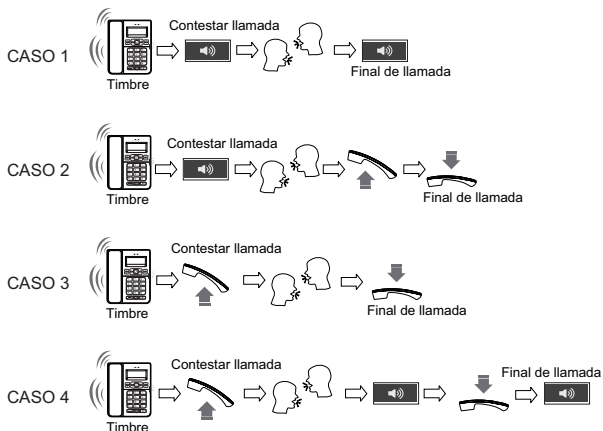 Contestar llamada
CASO 1
Timbre
Final de llamada
Contestar llamada
CASO 2
Timbre
Final de llamada
Contestar llamada
CASO 3
Timbre
Final de llamada
Contestar llamada
Final de llamada
CASO 4
Timbre